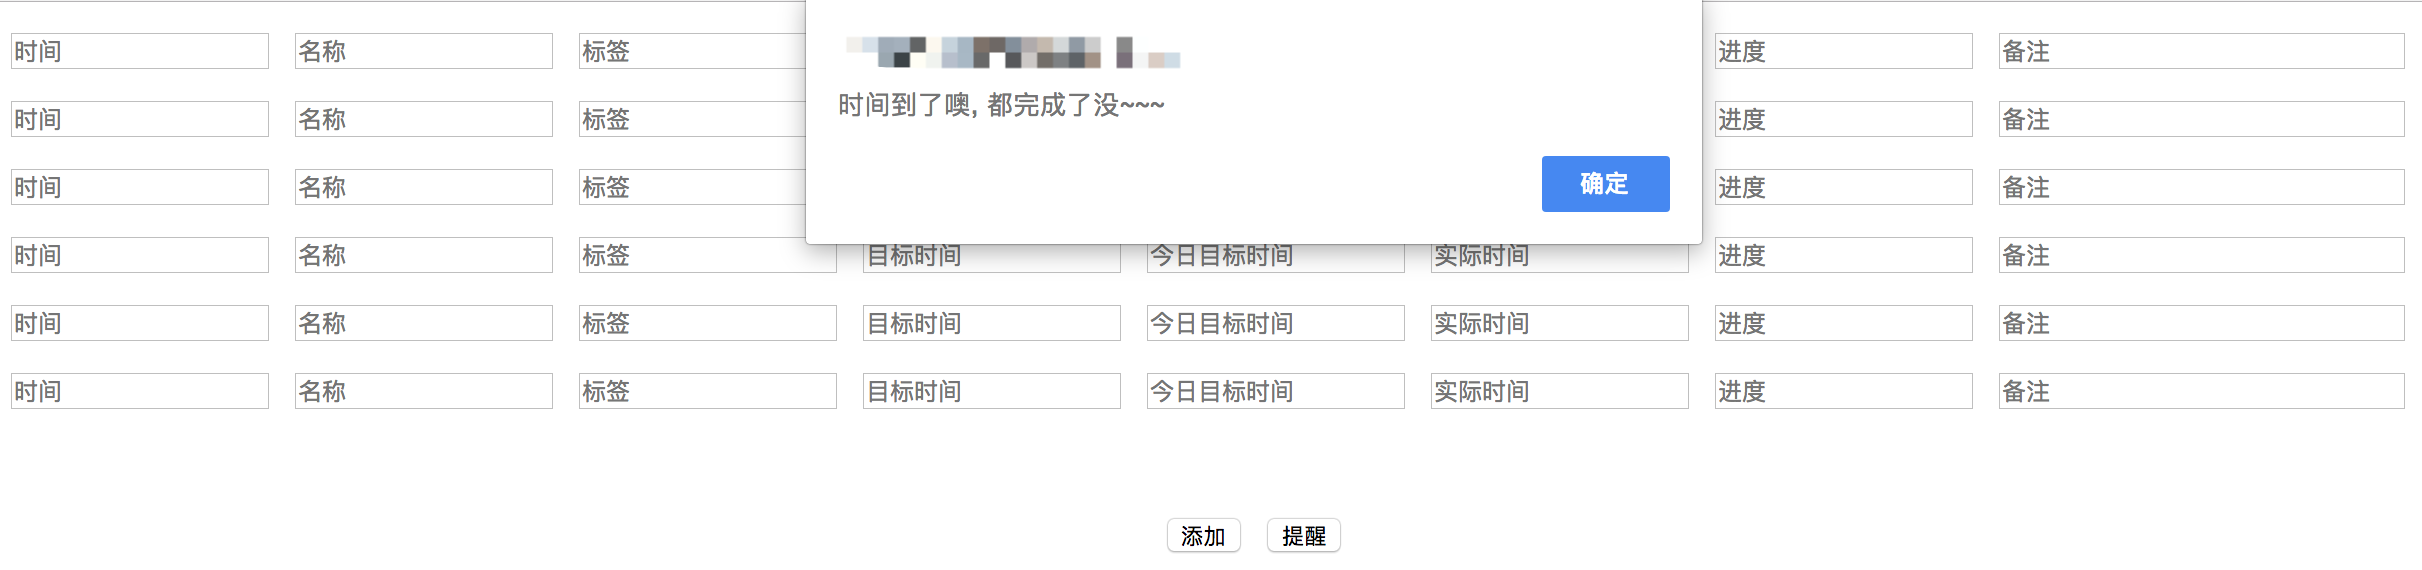 时间 名称 标签 进度 备注
时间到了噢, 都完成了没~~~
时间 名称 标签 进度 备注
确定
时间 名称 标签 进度 备注
时间 名称 标签 目标时间 今日目标时间 实际时间 进度 备注
时间 名称 标签 目标时间 今日目标时间 实际时间 进度 备注
时间 名称 标签 目标时间 今日目标时间 实际时间 进度 备注
添加 提醒